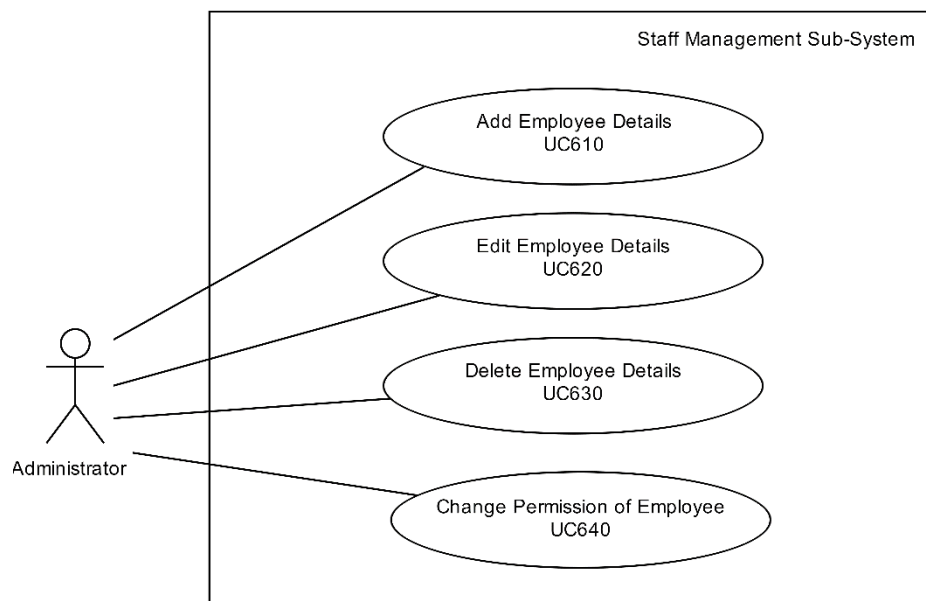 Staff Management Sub-System
Add Employee Details
UC610
Edit Employee Details
UC620
Delete Employee Details
UC630
Administrator
Change Permission of Employee
UC640